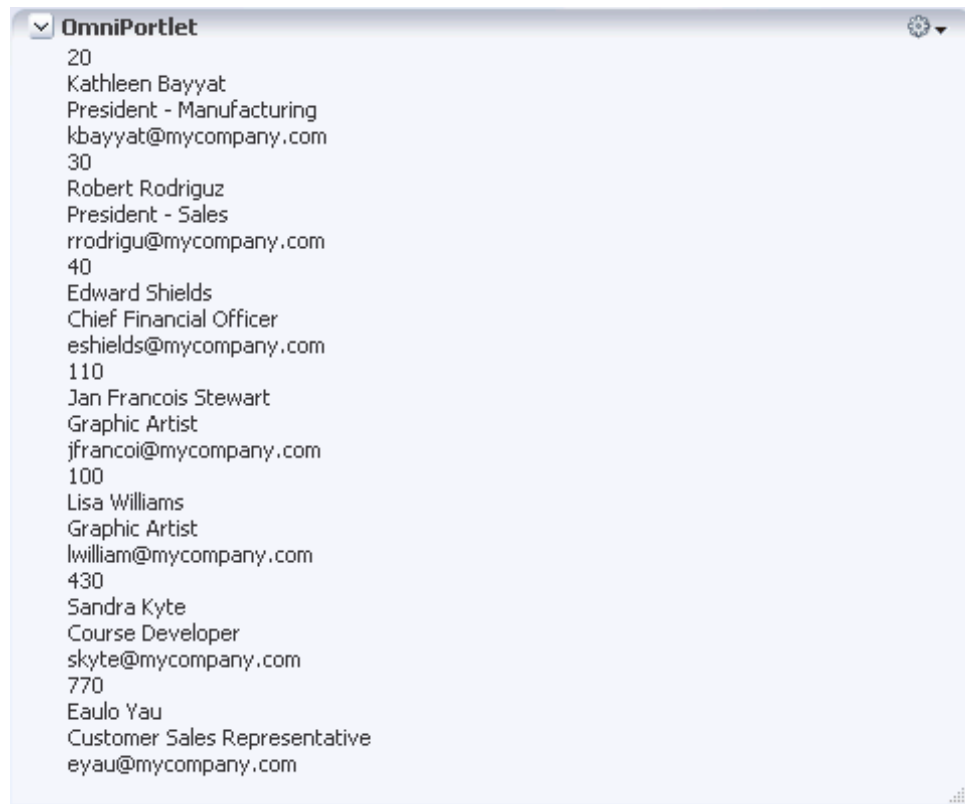 OmniPortlet
20
Kathleen Bayyat
President - Manufacturing
kbayyat@mycompany.com
30
Robert Rodriguz
President - Sales
rrodrigu@mycompany.com
40
Edward Shields
Chief Financial Officer
eshields@mycompany.com
110
Jan Francois Stewart
Graphic Artist
jfrancoi@mycompany.com
100
Lisa Williams
Graphic Artist
lwilliam@mycompany.com
430
Sandra Kyte
Course Developer
skyte@mycompany.com
770
Eaulo Yau
Customer Sales Representative
eyau@mycompany.com